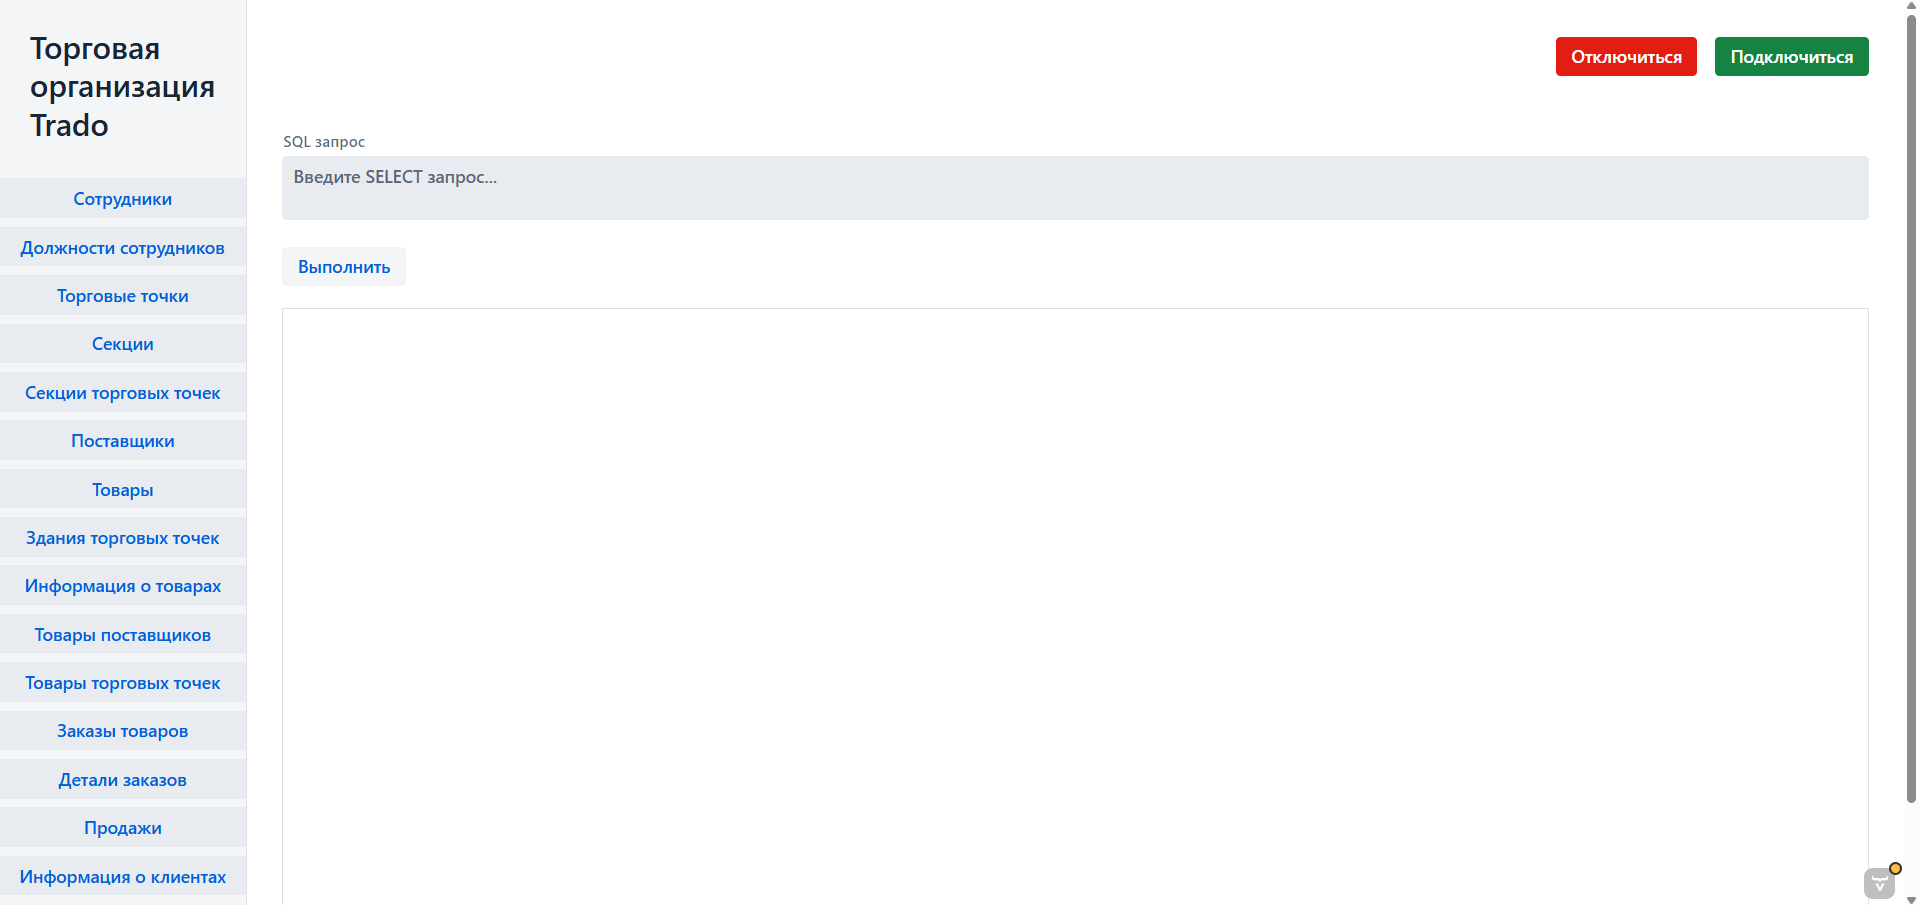 Торговая
организация
Trado
Сотрудники
Должности сотрудников
Торговые точки
Секции
Секции торговых точек
Поставщики
Товары
Здания торговых точек
Информация о товарах
Товары поставщиков
Товары торговых точек
Заказы товаров
Детали заказов
Продажи
Информация о клиентах
Отключиться
Подключиться
SQL запрос
Введите SELECT запрос...
Выполнить